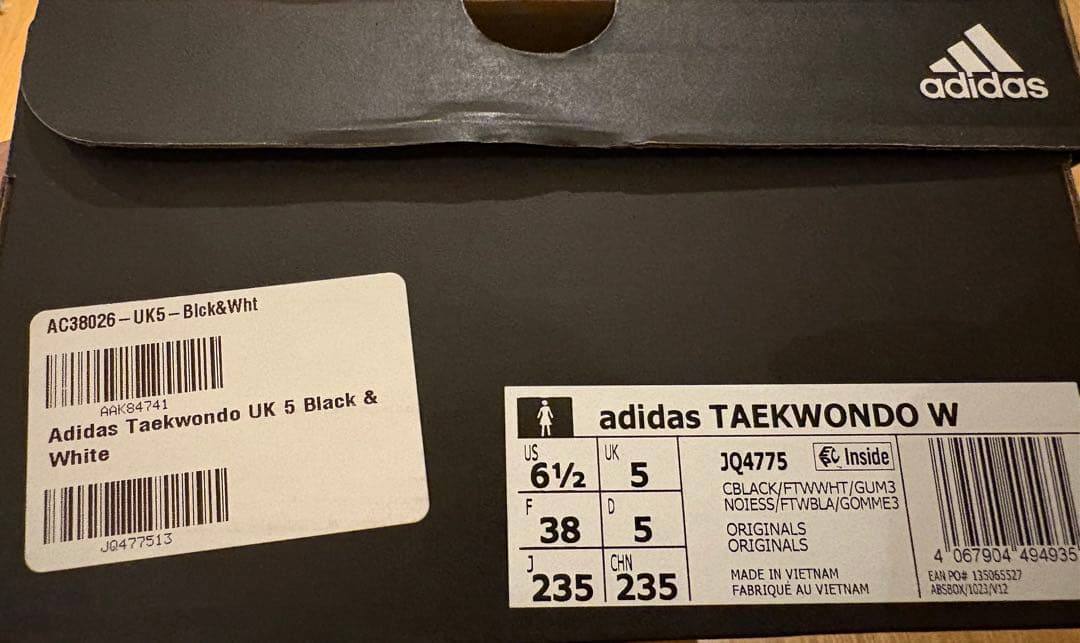 adidas
AC38026-UK5-Blck&Wht
AAK84741
Adidas Taekwondo UK 5 Black &
White
JQ477513
adidas TAEKWONDO W
US 6½ UK 5
F 38 D 5
J 235 CHN 235
JQ4775 Inside
CBLACK/FTWWHT/GUM3
NOIESS/FTWBLA/GOMME3
ORIGINALS
ORIGINALS
MADE IN VIETNAM
FABRIQUÉ AU VIETNAM
4 067904 494935
EAN PO# 135065527
ABSBOX/1023/V12